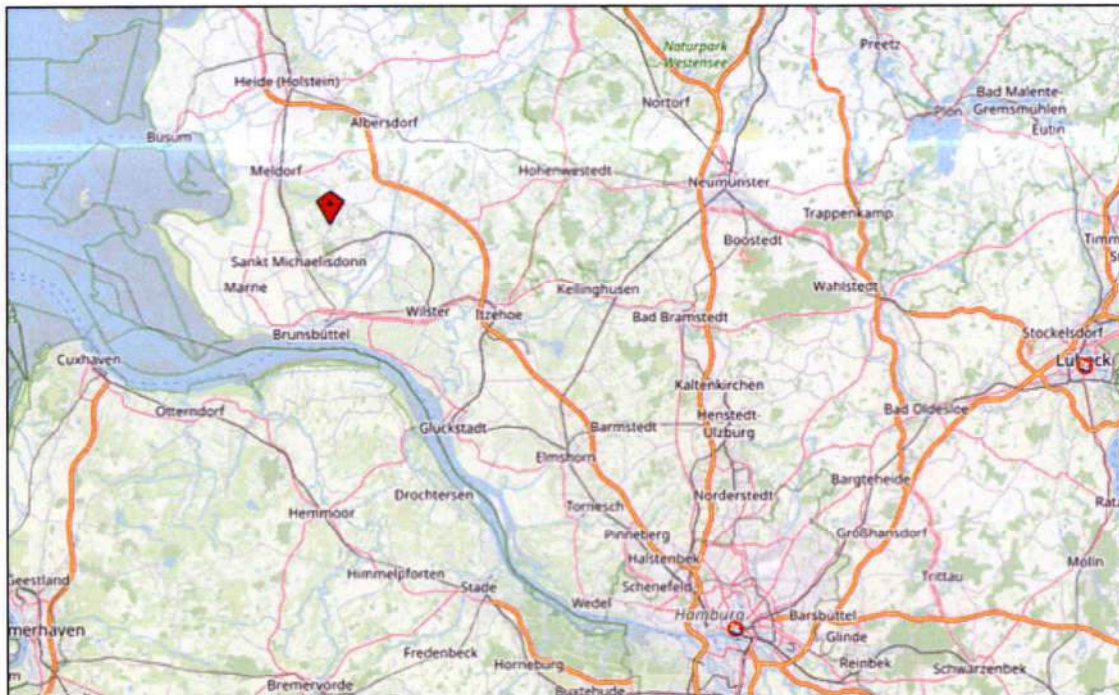 Naturpark
Westensee
Preetz
Heide (Holstein)
Nortorf
Bad Malente-
Gremsmühlen
Plön
Albersdorf
Eutin
Büsum
Meldorf
Hohenwestedt
Neumünster
Trappenkamp
Boostedt
Timm
Sankt Michaelisdonn
Marne
Kellinghusen
Wahlstedt
Wilster
Itzehoe
Bad Bramstedt
Brunsbüttel
Stockelsdorf
Cuxhaven
Lübeck
Kaltenkirchen
Otterndorf
Bad Oldesloe
Henstedt-
Ulzburg
Glückstadt
Barmstedt
Elmshorn
Bargteheide
Drochtersen
Norderstedt
Ratz
Hemmoor
Tornesch
Pinneberg
Großhansdorf
Halstenbek
Mölln
Himmelpforten
Geestland
Stade
Schenefeld
Trittau
Wedel
Hamburg
Barsbüttel
merhaven
Glinde
Fredenbeck
Horneburg
Reinbek
Schwarzenbek
Bremervörde
Buxtehude